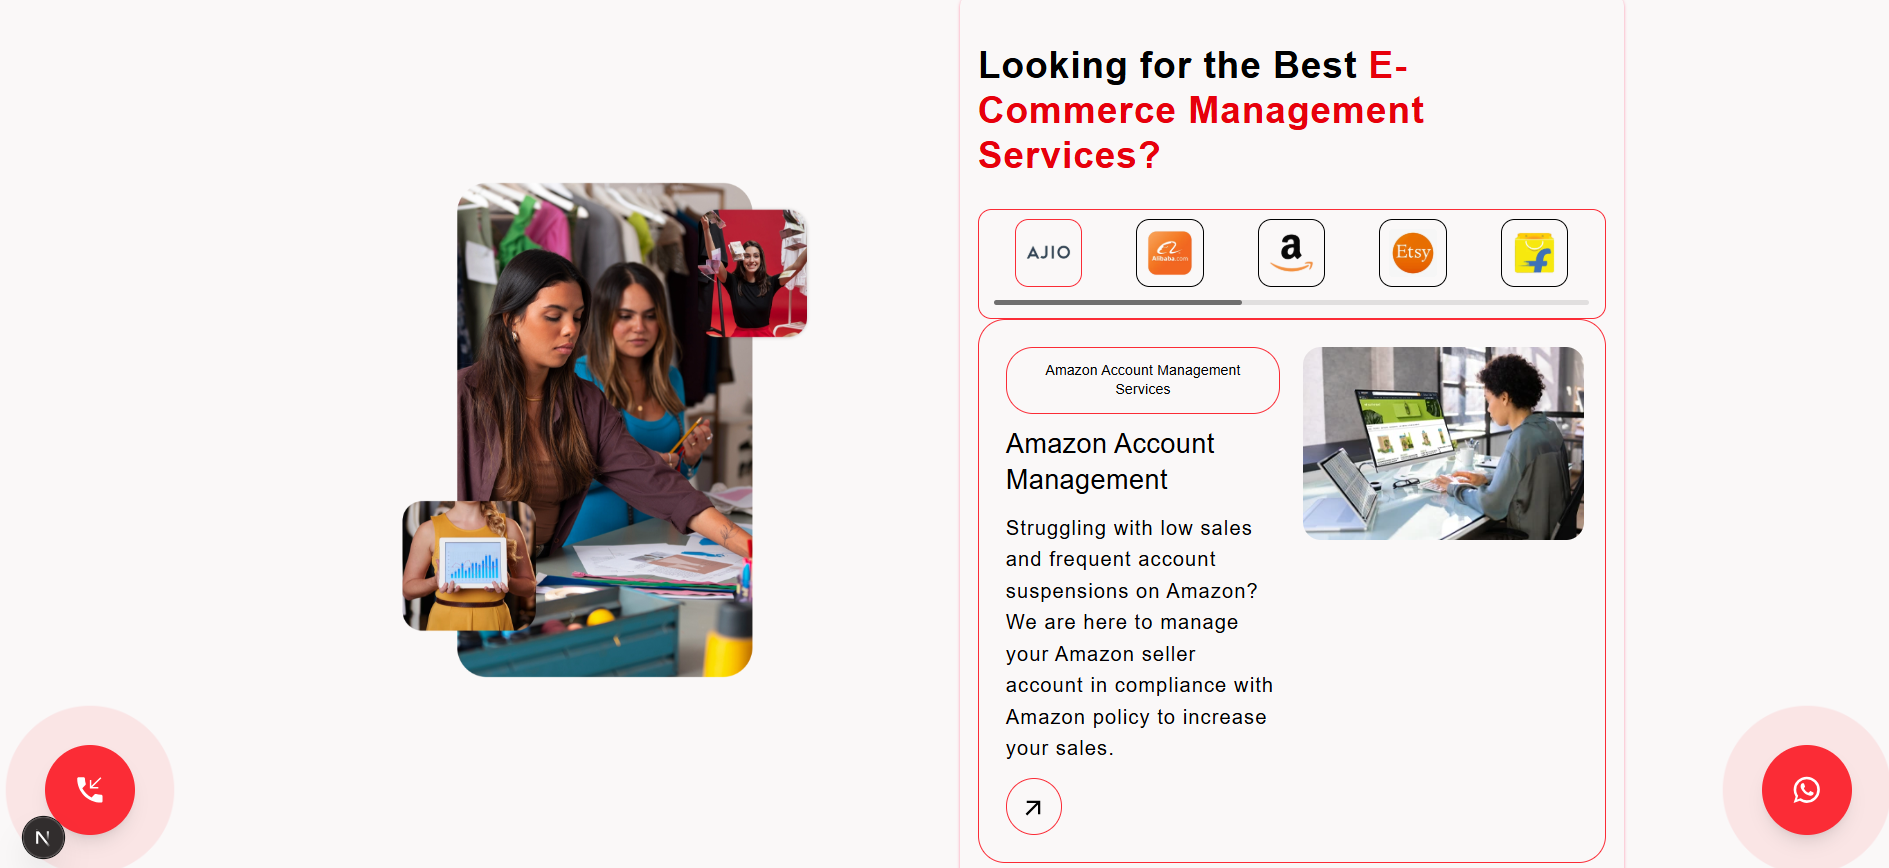 Looking for the Best E-
Commerce Management
Services?
AJIO
Alibaba.com
a
Etsy
Amazon Account Management
Services
Amazon Account
Management
Struggling with low sales
and frequent account
suspensions on Amazon?
We are here to manage
your Amazon seller
account in compliance with
Amazon policy to increase
your sales.
N